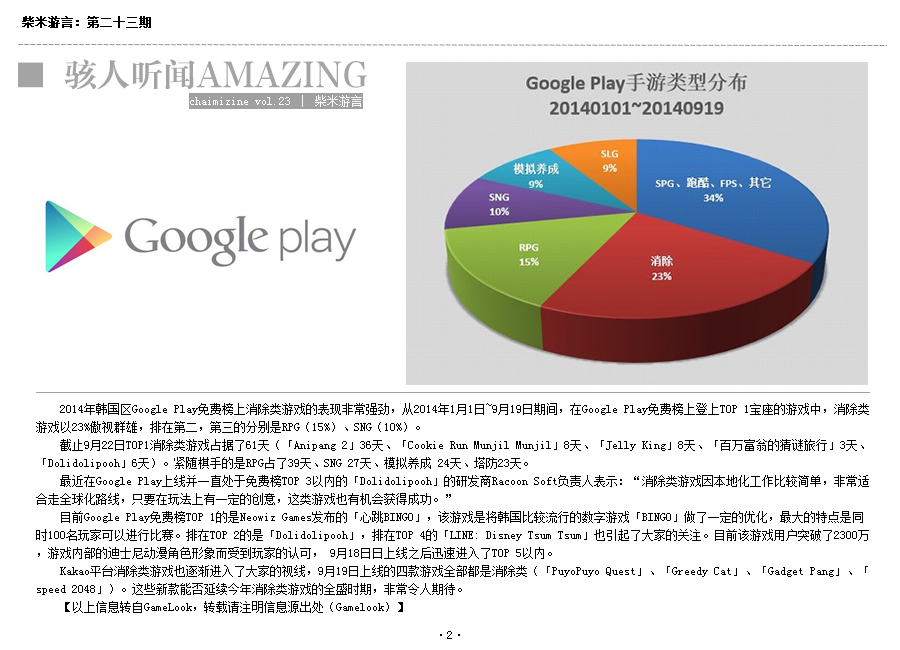 柴米游言：第二十三期
骇人听闻AMAZING
chaimizine vol.23 | 柴米游言
Google play
Google Play手游类型分布
20140101~20140919
SLG
9%
模拟养成
9%
SNG
10%
RPG
15%
消除
23%
SPG、跑酷、FPS、其它
34%
2014年韩国区Google Play免费榜上消除类游戏的表现非常强劲，从2014年1月1日~9月19日期间，在Google Play免费榜上登上TOP 1宝座的游戏中，消除类
游戏以23%傲视群雄，排在第二，第三的分别是RPG（15%）、SNG（10%）。
截止9月22日TOP1消除类游戏占据了61天（「Anipang 2」36天、「Cookie Run Munjil Munjil」8天、「Jelly King」8天、「百万富翁的猜谜旅行」3天、
「Dolidolipooh」6天）。紧随棋手的是RPG占了39天、SNG 27天、模拟养成 24天、塔防23天。
最近在Google Play上线并一直处于免费榜TOP 3以内的「Dolidolipooh」的研发商Racoon Soft负责人表示：“消除类游戏因本地化工作比较简单，非常适
合走全球化路线，只要在玩法上有一定的创意，这类游戏也有机会获得成功。”
目前Google Play免费榜TOP 1的是Neowiz Games发布的「心跳BINGO」，该游戏是将韩国比较流行的数字游戏「BINGO」做了一定的优化，最大的特点是同
时100名玩家可以进行比赛。排在TOP 2的是「Dolidolipooh」，排在TOP 4的「LINE: Disney Tsum Tsum」也引起了大家的关注。目前该游戏用户突破了2300万
，游戏内部的迪士尼动漫角色形象而受到玩家的认可， 9月18日日上线之后迅速进入了TOP 5以内。
Kakao平台消除类游戏也逐渐进入了大家的视线，9月19日上线的四款游戏全部都是消除类（「PuyoPuyo Quest」、「Greedy Cat」、「Gadget Pang」、「
speed 2048」）。这些新款能否延续今年消除类游戏的全盛时期，非常令人期待。
【以上信息转自GameLook，转载请注明信息源出处（Gamelook）】
·2·